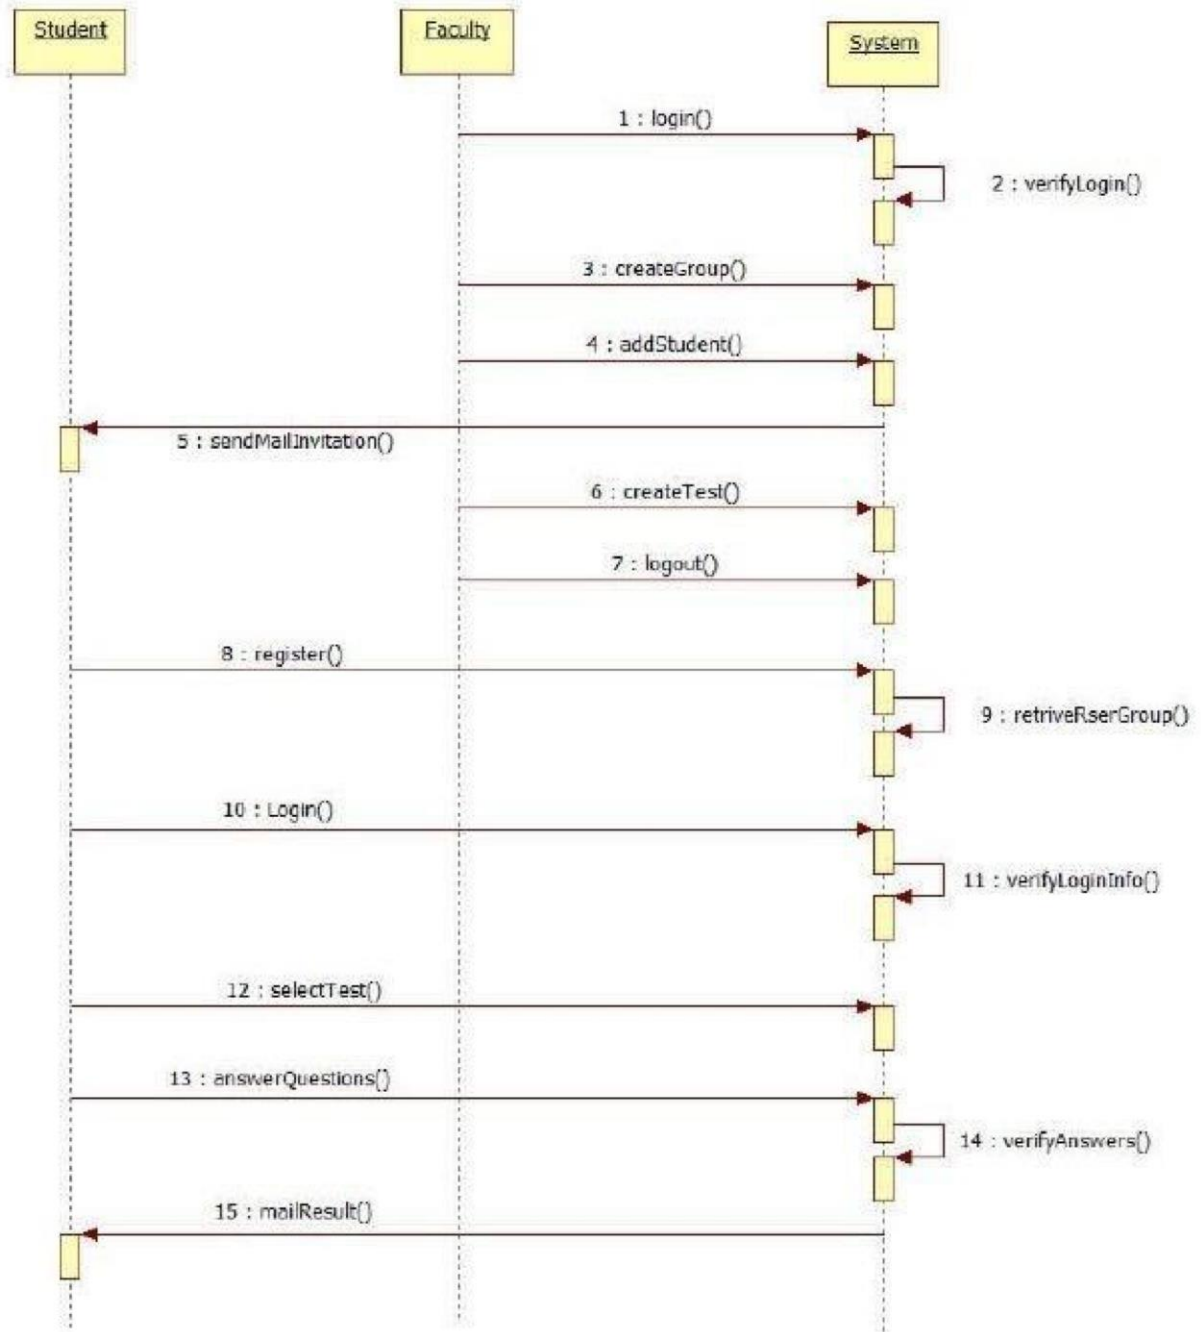 Student
Faculty
System
1 : login()
2 : verifyLogin()
3 : createGroup()
4 : addStudent()
5 : sendMailInvitation()
6 : createTest()
7 : logout()
8 : register()
9 : retriveRserGroup()
10 : Login()
11 : verifyLoginInfo()
12 : selectTest()
13 : answerQuestions()
14 : verifyAnswers()
15 : mailResult()